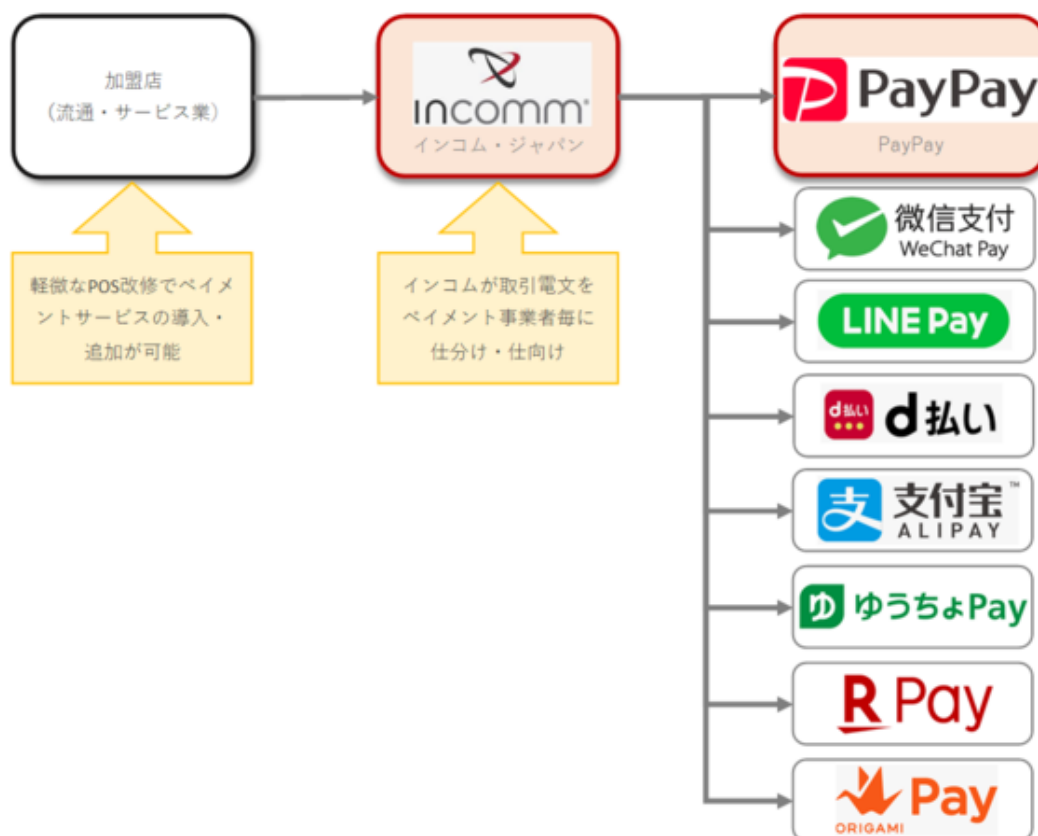 加盟店
（流通・サービス業）
incomm®
インコム・ジャパン
PayPay
PayPay
軽微なPOS改修でペイメ
ントサービスの導入・
追加が可能
インコムが取引電文を
ペイメント事業者毎に
仕分け・仕向け
微信支付
WeChat Pay
LINE Pay
d払い
d払い
支
支付宝™
ALIPAY
ゆ
ゆうちょPay
R Pay
Pay
ORIGAMI